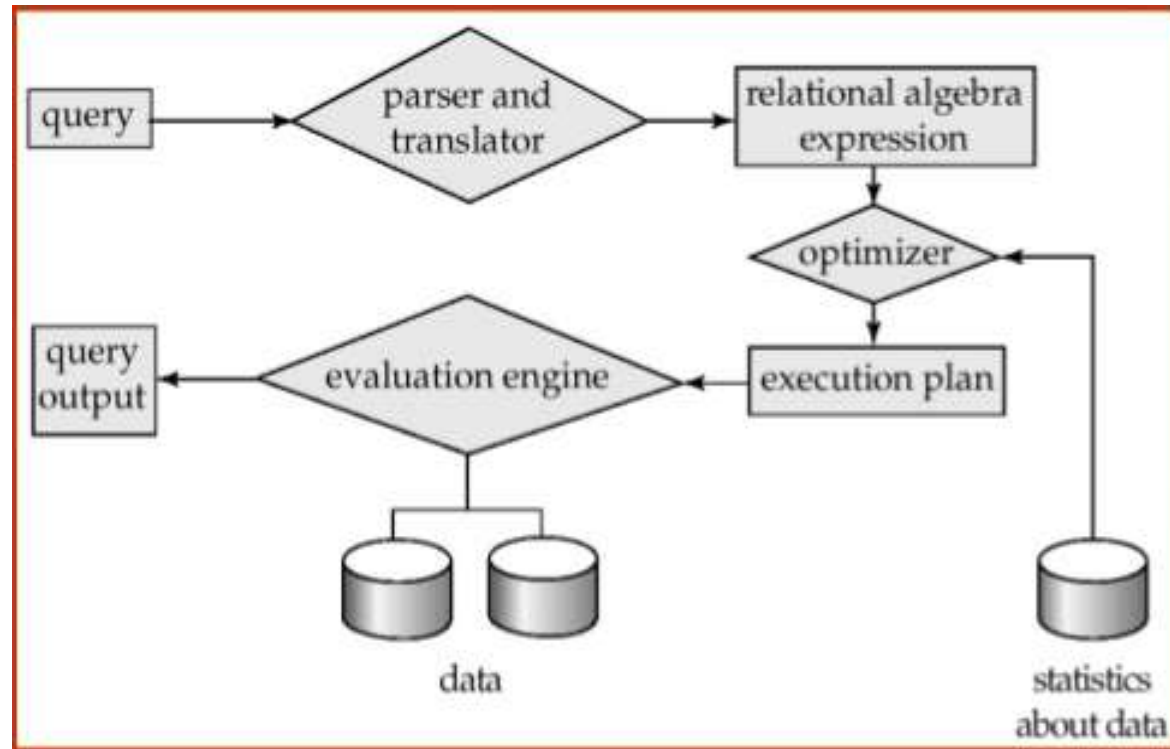 query
parser and
translator
relational algebra
expression
optimizer
query
output
evaluation engine
execution plan
data
statistics
about data